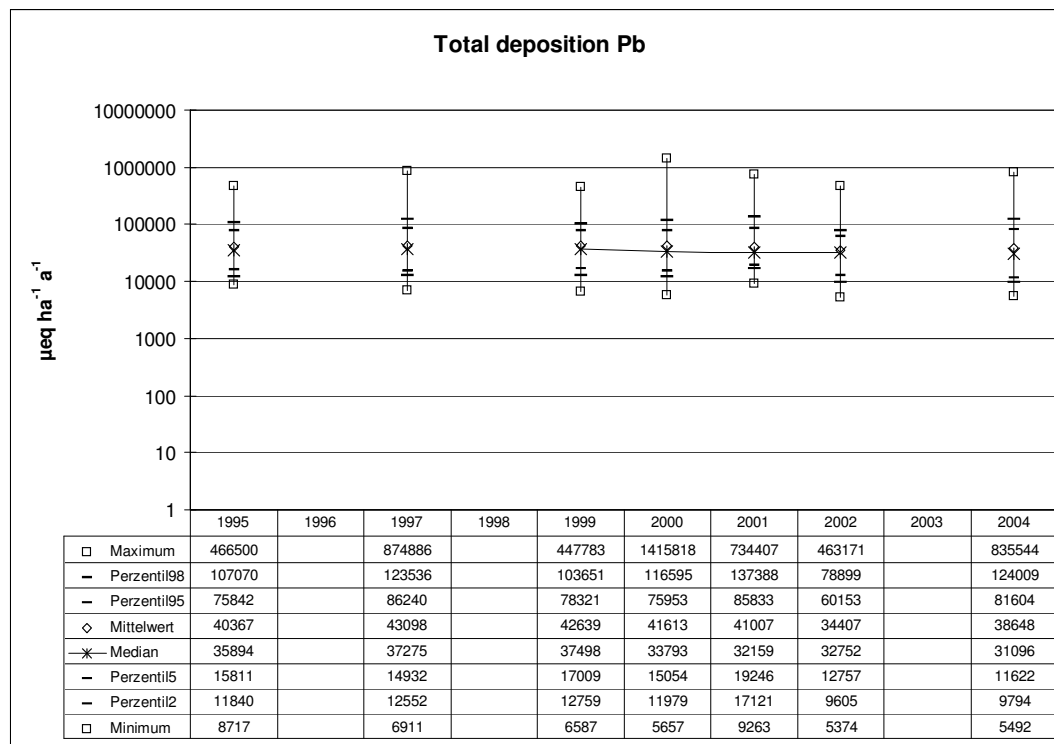 Total deposition Pb
µeq ha-1 a-1
10000000
1000000
100000
10000
1000
100
10
1
1995 1996 1997 1998 1999 2000 2001 2002 2003 2004
Maximum 466500 874886 447783 1415818 734407 463171 835544
Perzentil98 107070 123536 103651 116595 137388 78899 124009
Perzentil95 75842 86240 78321 75953 85833 60153 81604
Mittelwert 40367 43098 42639 41613 41007 34407 38648
Median 35894 37275 37498 33793 32159 32752 31096
Perzentil5 15811 14932 17009 15054 19246 12757 11622
Perzentil2 11840 12552 12759 11979 17121 9605 9794
Minimum 8717 6911 6587 5657 9263 5374 5492